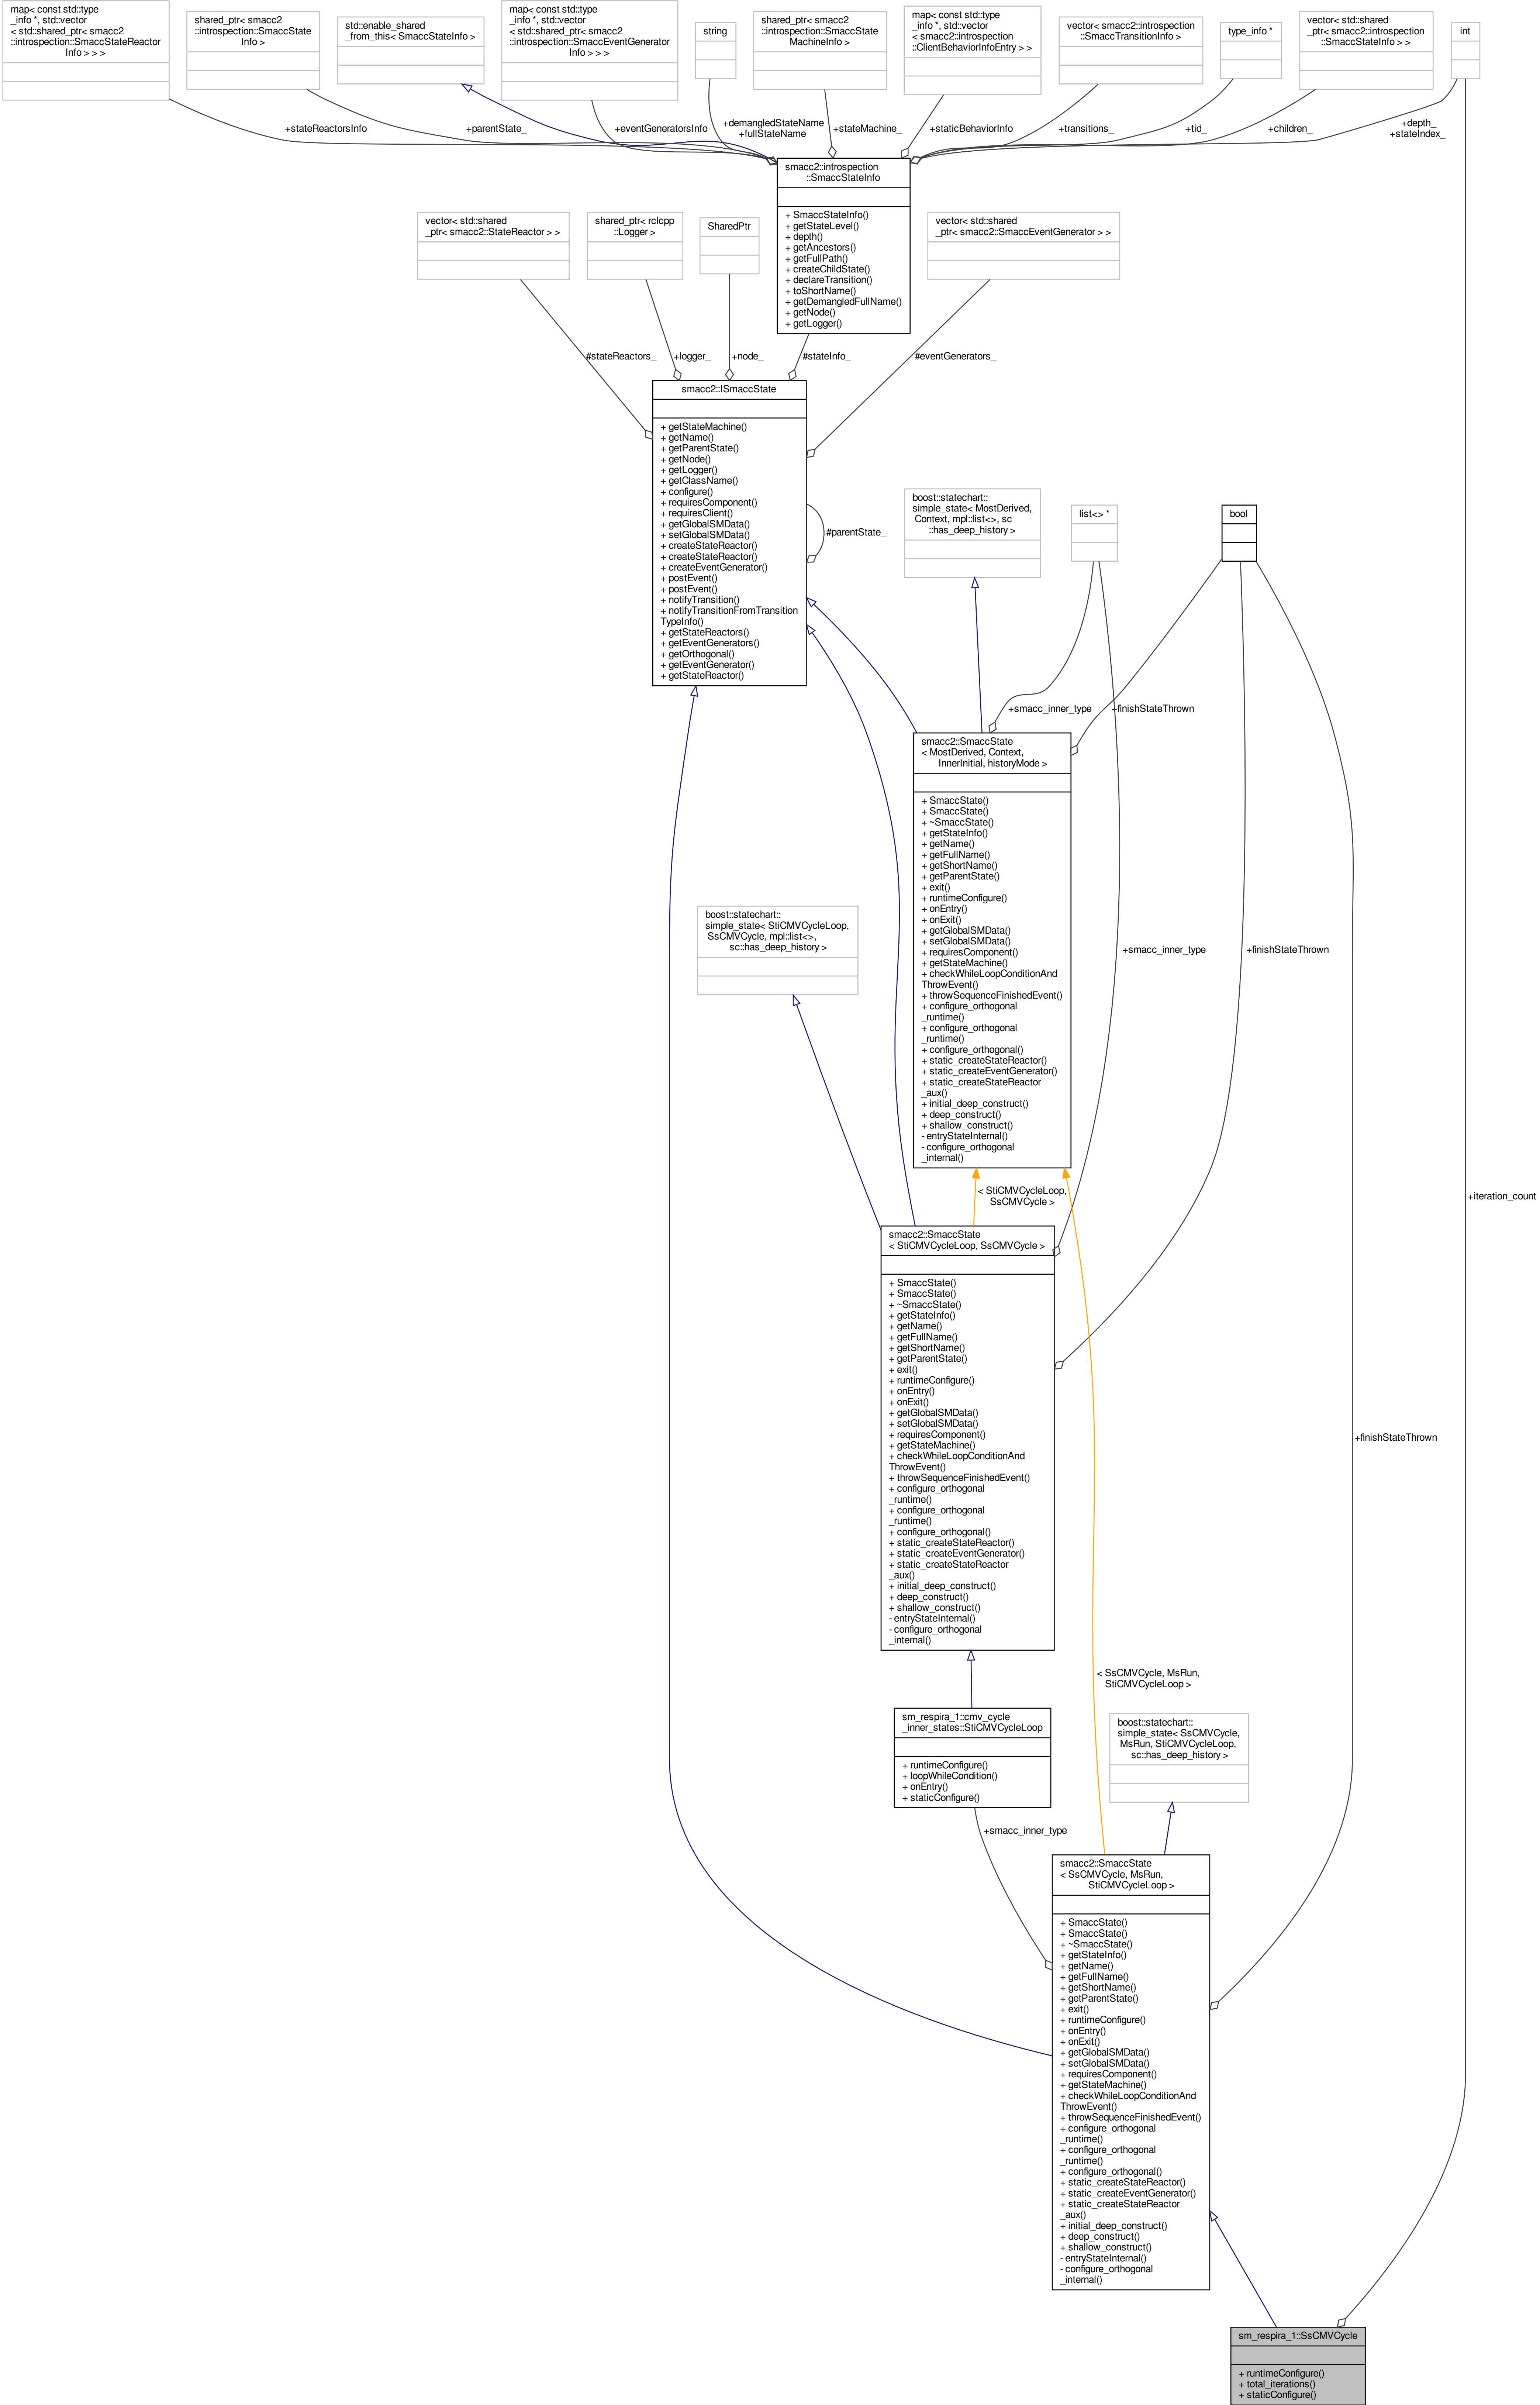 map< const std::type
_info *, std::vector
< std::shared_ptr< smacc2
::introspection::SmaccStateReactor
Info > > >
shared_ptr< smacc2
::introspection::SmaccState
Info >
std::enable_shared
_from_this< SmaccStateInfo >
map< const std::type
_info *, std::vector
< std::shared_ptr< smacc2
::introspection::SmaccEventGenerator
Info > > >
string
shared_ptr< smacc2
::introspection::SmaccState
MachineInfo >
map< const std::type
_info *, std::vector
< smacc2::introspection
::ClientBehaviorInfoEntry > >
vector< smacc2::introspection
::SmaccTransitionInfo >
type_info *
vector< std::shared
_ptr< smacc2::introspection
::SmaccStateInfo > >
int
+stateReactorsInfo
+parentState_
+eventGeneratorsInfo
+demangledStateName
+fullStateName
+stateMachine_
+staticBehaviorInfo
+transitions_
+tid_
+children_
+depth_
+stateIndex_
smacc2::introspection
::SmaccStateInfo
+ SmaccStateInfo()
+ getStateLevel()
+ depth()
+ getAncestors()
+ getFullPath()
+ createChildState()
+ declareTransition()
+ toShortName()
+ getDemangledFullName()
+ getNode()
+ getLogger()
vector< std::shared
_ptr< smacc2::StateReactor > >
shared_ptr< rclcpp
::Logger >
SharedPtr
vector< std::shared
_ptr< smacc2::SmaccEventGenerator > >
#stateReactors_
+logger_
+node_
#stateInfo_
#eventGenerators_
smacc2::ISmaccState
+ getStateMachine()
+ getName()
+ getParentState()
+ getNode()
+ getLogger()
+ getClassName()
+ configure()
+ requiresComponent()
+ requiresClient()
+ getGlobalSMData()
+ setGlobalSMData()
+ createStateReactor()
+ createStateReactor()
+ createEventGenerator()
+ postEvent()
+ postEvent()
+ notifyTransition()
+ notifyTransitionFromTransition
TypeInfo()
+ getStateReactors()
+ getEventGenerators()
+ getOrthogonal()
+ getEventGenerator()
+ getStateReactor()
#parentState_
boost::statechart::
simple_state< MostDerived,
Context, mpl::list<>, sc
::has_deep_history >
list<> *
bool
+smacc_inner_type
+finishStateThrown
smacc2::SmaccState
< MostDerived, Context,
InnerInitial, historyMode >
+ SmaccState()
+ SmaccState()
+ ~SmaccState()
+ getStateInfo()
+ getName()
+ getFullName()
+ getShortName()
+ getParentState()
+ exit()
+ runtimeConfigure()
+ onEntry()
+ onExit()
+ getGlobalSMData()
+ setGlobalSMData()
+ requiresComponent()
+ getStateMachine()
+ checkWhileLoopConditionAnd
ThrowEvent()
+ throwSequenceFinishedEvent()
+ configure_orthogonal
_runtime()
+ configure_orthogonal
_runtime()
+ configure_orthogonal()
+ static_createStateReactor()
+ static_createEventGenerator()
+ static_createStateReactor
_aux()
+ initial_deep_construct()
+ deep_construct()
+ shallow_construct()
- entryStateInternal()
- configure_orthogonal
_internal()
boost::statechart::
simple_state< StiCMVCycleLoop,
SsCMVCycle, mpl::list<>,
sc::has_deep_history >
+smacc_inner_type
+finishStateThrown
< StiCMVCycleLoop,
SsCMVCycle >
+iteration_count
smacc2::SmaccState
< StiCMVCycleLoop, SsCMVCycle >
+ SmaccState()
+ SmaccState()
+ ~SmaccState()
+ getStateInfo()
+ getName()
+ getFullName()
+ getShortName()
+ getParentState()
+ exit()
+ runtimeConfigure()
+ onEntry()
+ onExit()
+ getGlobalSMData()
+ setGlobalSMData()
+ requiresComponent()
+ getStateMachine()
+ checkWhileLoopConditionAnd
ThrowEvent()
+ throwSequenceFinishedEvent()
+ configure_orthogonal
_runtime()
+ configure_orthogonal
_runtime()
+ configure_orthogonal()
+ static_createStateReactor()
+ static_createEventGenerator()
+ static_createStateReactor
_aux()
+ initial_deep_construct()
+ deep_construct()
+ shallow_construct()
- entryStateInternal()
- configure_orthogonal
_internal()
+finishStateThrown
< SsCMVCycle, MsRun,
StiCMVCycleLoop >
sm_respira_1::cmv_cycle
_inner_states::StiCMVCycleLoop
+ runtimeConfigure()
+ loopWhileCondition()
+ onEntry()
+ staticConfigure()
boost::statechart::
simple_state< SsCMVCycle,
MsRun, StiCMVCycleLoop,
sc::has_deep_history >
+smacc_inner_type
smacc2::SmaccState
< SsCMVCycle, MsRun,
StiCMVCycleLoop >
+ SmaccState()
+ SmaccState()
+ ~SmaccState()
+ getStateInfo()
+ getName()
+ getFullName()
+ getShortName()
+ getParentState()
+ exit()
+ runtimeConfigure()
+ onEntry()
+ onExit()
+ getGlobalSMData()
+ setGlobalSMData()
+ requiresComponent()
+ getStateMachine()
+ checkWhileLoopConditionAnd
ThrowEvent()
+ throwSequenceFinishedEvent()
+ configure_orthogonal
_runtime()
+ configure_orthogonal
_runtime()
+ configure_orthogonal()
+ static_createStateReactor()
+ static_createEventGenerator()
+ static_createStateReactor
_aux()
+ initial_deep_construct()
+ deep_construct()
+ shallow_construct()
- entryStateInternal()
- configure_orthogonal
_internal()
sm_respira_1::SsCMVCycle
+ runtimeConfigure()
+ total_iterations()
+ staticConfigure()